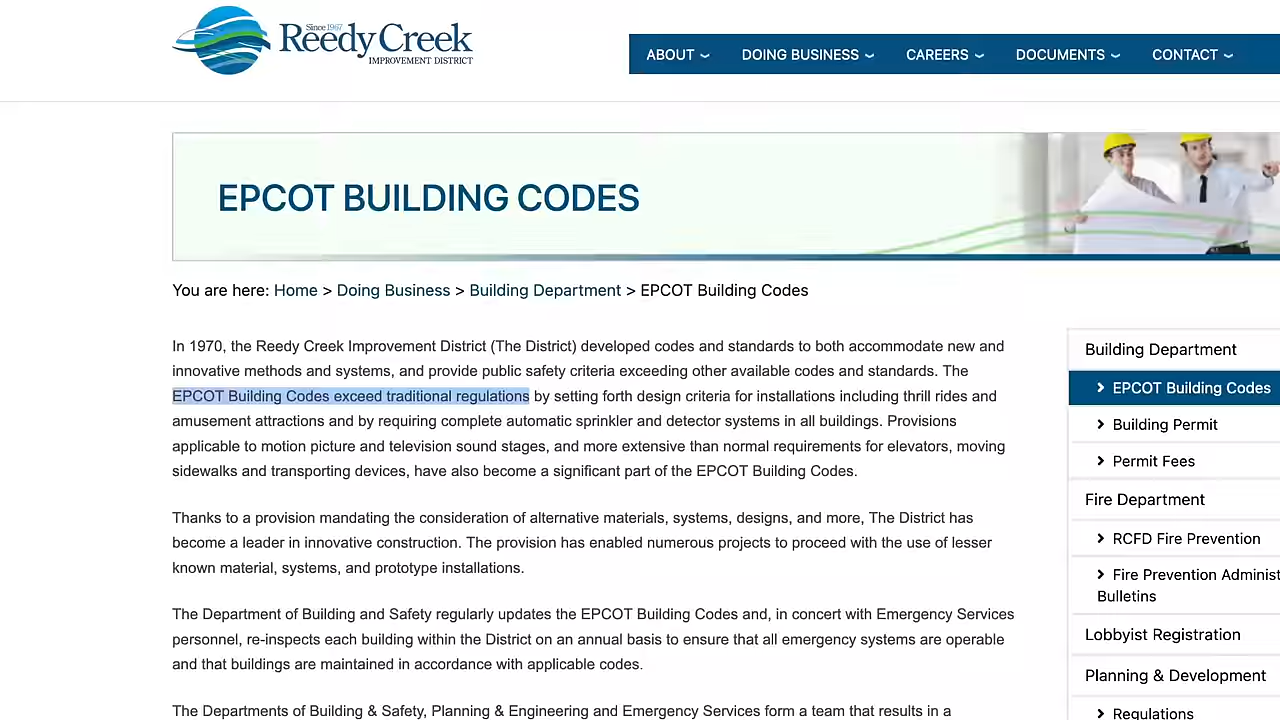 Since 1967
Reedy Creek
IMPROVEMENT DISTRICT
ABOUT
DOING BUSINESS
CAREERS
DOCUMENTS
CONTACT
EPCOT BUILDING CODES
You are here: Home > Doing Business > Building Department > EPCOT Building Codes
In 1970, the Reedy Creek Improvement District (The District) developed codes and standards to both accommodate new and
innovative methods and systems, and provide public safety criteria exceeding other available codes and standards. The
EPCOT Building Codes exceed traditional regulations by setting forth design criteria for installations including thrill rides and
amusement attractions and by requiring complete automatic sprinkler and detector systems in all buildings. Provisions
applicable to motion picture and television sound stages, and more extensive than normal requirements for elevators, moving
sidewalks and transporting devices, have also become a significant part of the EPCOT Building Codes.
Thanks to a provision mandating the consideration of alternative materials, systems, designs, and more, The District has
become a leader in innovative construction. The provision has enabled numerous projects to proceed with the use of lesser
known material, systems, and prototype installations.
The Department of Building and Safety regularly updates the EPCOT Building Codes and, in concert with Emergency Services
personnel, re-inspects each building within the District on an annual basis to ensure that all emergency systems are operable
and that buildings are maintained in accordance with applicable codes.
The Departments of Building & Safety, Planning & Engineering and Emergency Services form a team that results in a
Building Department
EPCOT Building Codes
Building Permit
Permit Fees
Fire Department
RCFD Fire Prevention
Fire Prevention Administ
Bulletins
Lobbyist Registration
Planning & Development
Regulations